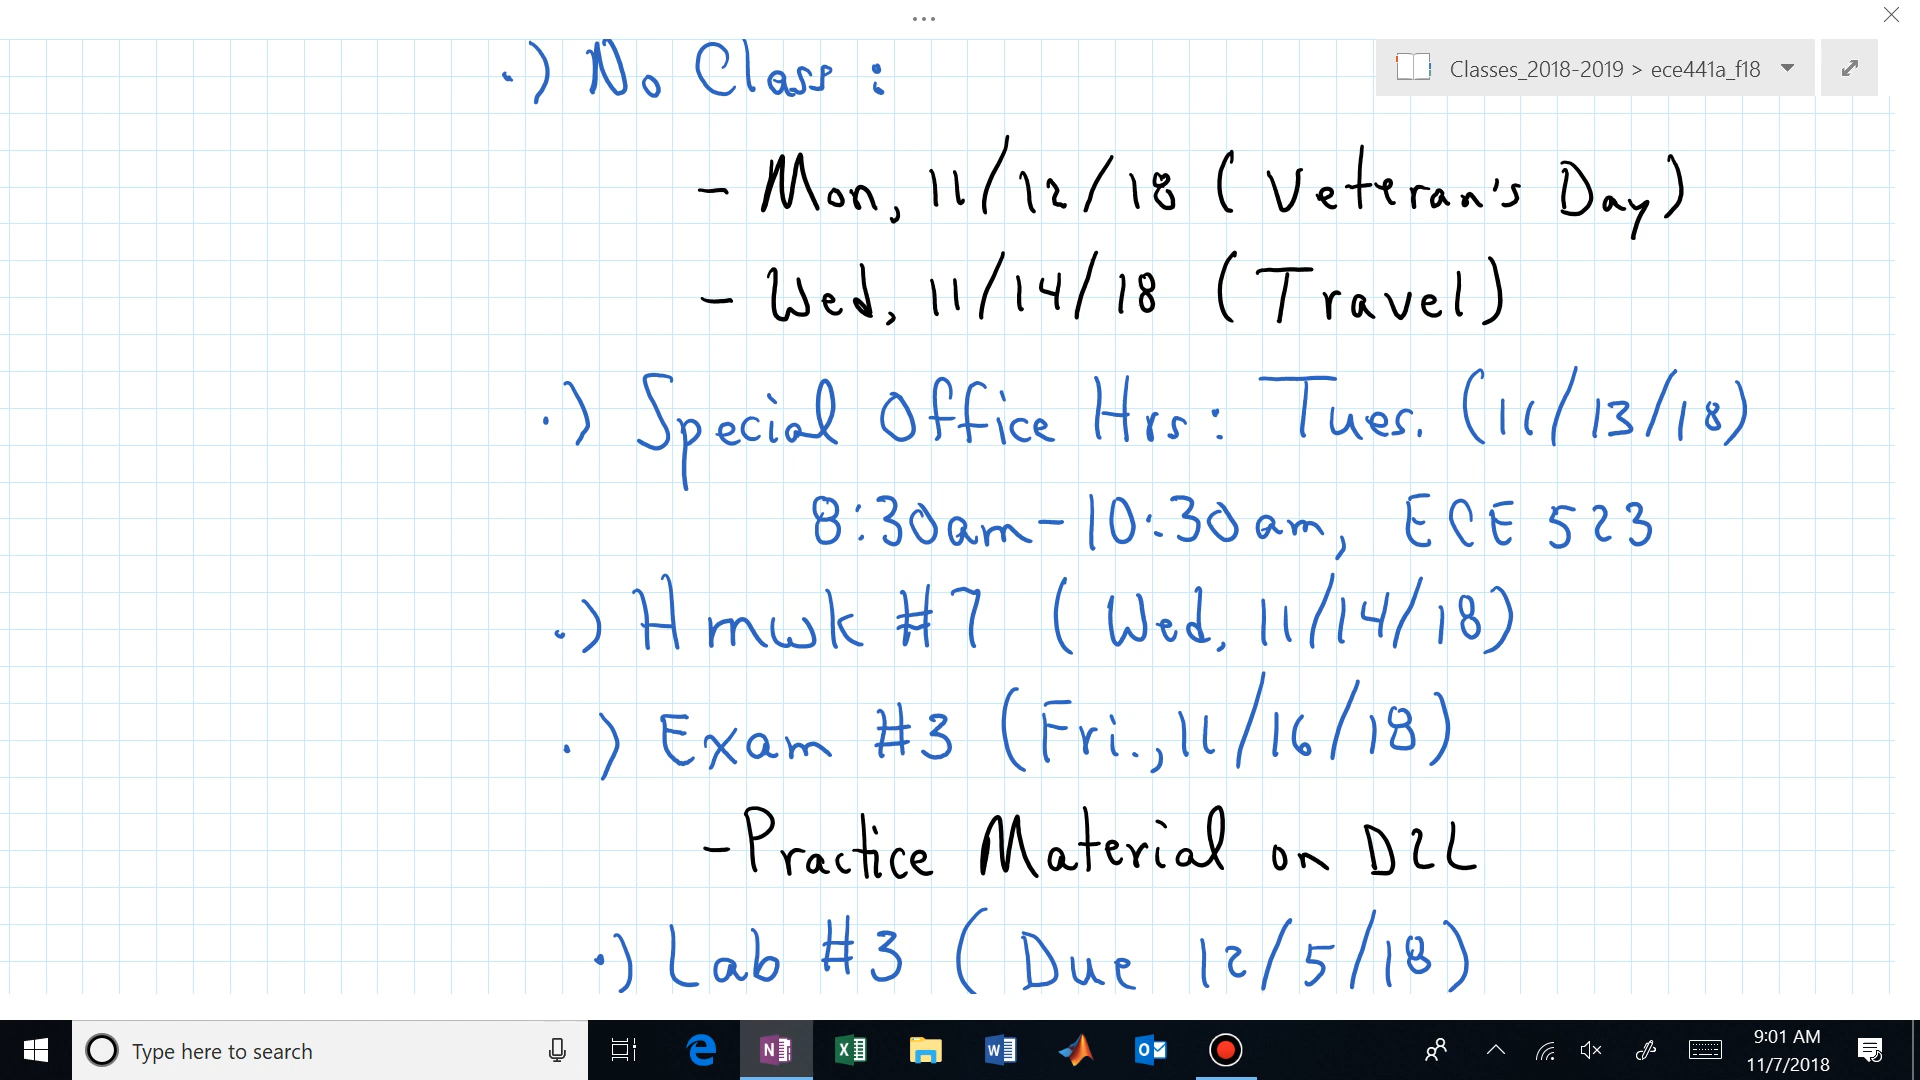 .) No Class :
Classes_2018-2019 > ece441a_f18
- Mon, 11/12/18 (Veteran's Day)
- Wed, 11/14/18 (Travel)
.) Special Office Hrs : Tues. (11/13/18)
8:30am - 10:30am, ECE 523
.) Hmwk #7 (Wed, 11/14/18)
.) Exam #3 (Fri., 11/16/18)
- Practice Material on D2L
.) Lab #3 (Due 12/5/18)
Type here to search
9:01 AM
11/7/2018